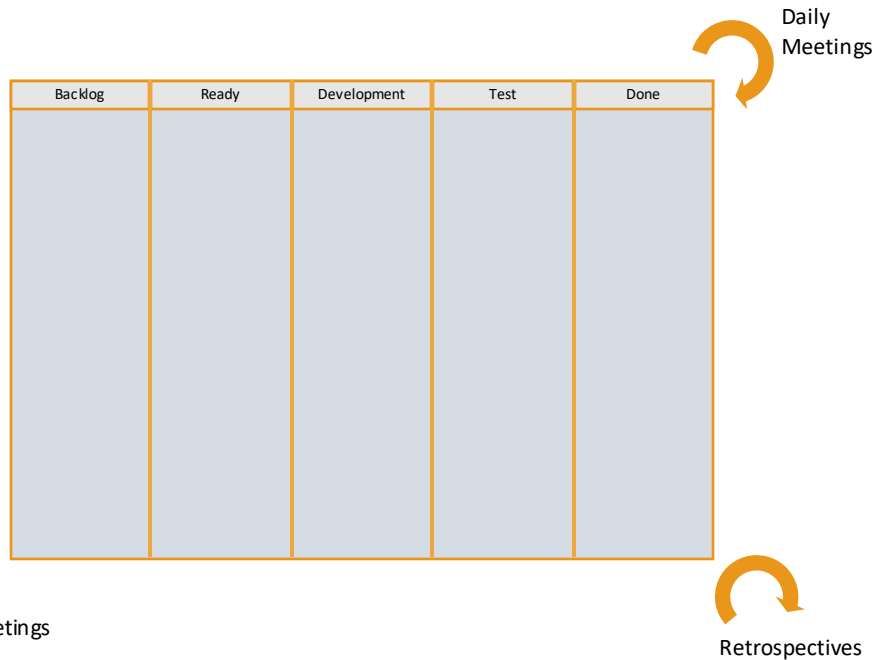 Daily
Meetings
Backlog Ready Development Test Done
etings
Retrospectives